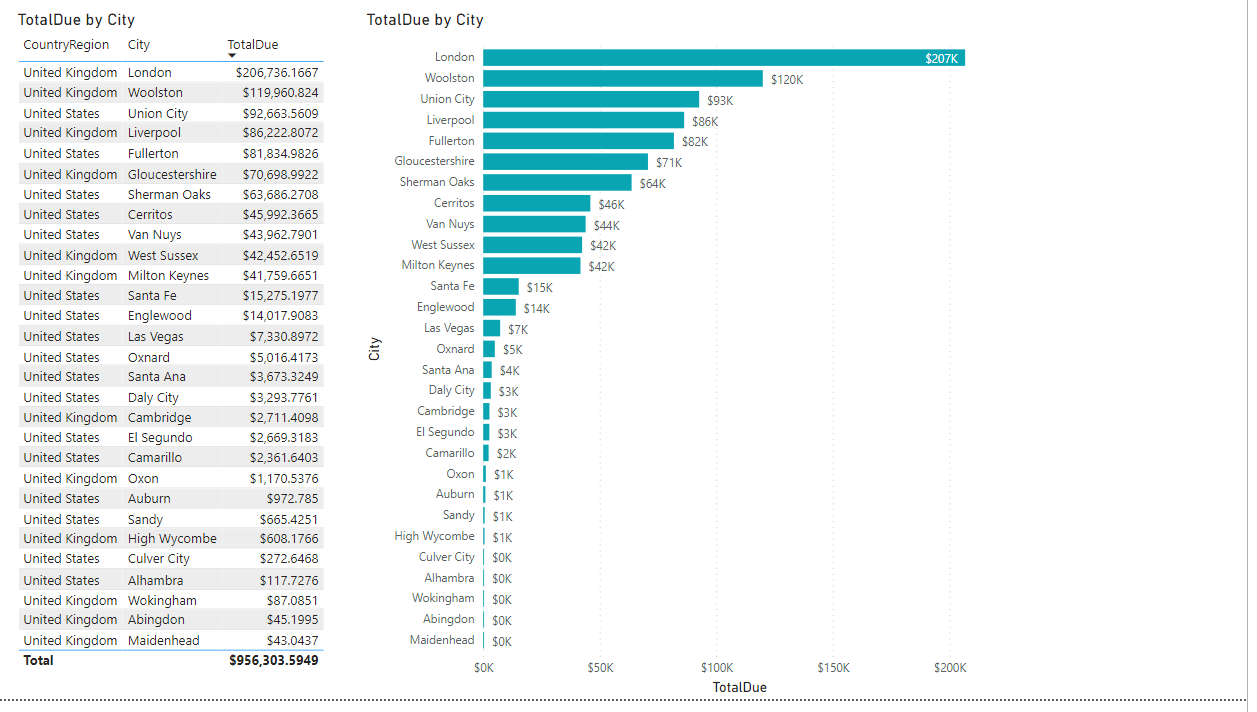 TotalDue by City
CountryRegion City TotalDue
United Kingdom London $206,736.1667
United Kingdom Woolston $119,960.824
United States Union City $92,663.5609
United Kingdom Liverpool $86,222.8072
United States Fullerton $81,834.9826
United Kingdom Gloucestershire $70,698.9922
United States Sherman Oaks $63,686.2708
United States Cerritos $45,992.3665
United States Van Nuys $43,962.7901
United Kingdom West Sussex $42,452.6519
United Kingdom Milton Keynes $41,759.6651
United States Santa Fe $15,275.1977
United States Englewood $14,017.9083
United States Las Vegas $7,330.8972
United States Oxnard $5,016.4173
United States Santa Ana $3,673.3249
United States Daly City $3,293.7761
United Kingdom Cambridge $2,711.4098
United States El Segundo $2,669.3183
United States Camarillo $2,361.6403
United Kingdom Oxon $1,170.5376
United States Auburn $972.785
United States Sandy $665.4251
United Kingdom High Wycombe $608.1766
United States Culver City $272.6468
United States Alhambra $117.7276
United Kingdom Wokingham $87.0851
United Kingdom Abingdon $45.1995
United Kingdom Maidenhead $43.0437
Total $956,303.5949
TotalDue by City
London $207K
Woolston $120K
Union City $93K
Liverpool $86K
Fullerton $82K
Gloucestershire $71K
Sherman Oaks $64K
Cerritos $46K
Van Nuys $44K
West Sussex $42K
Milton Keynes $42K
Santa Fe $15K
Englewood $14K
Las Vegas $7K
Oxnard $5K
Santa Ana $4K
Daly City $3K
Cambridge $3K
El Segundo $3K
Camarillo $2K
Oxon $1K
Auburn $1K
Sandy $1K
High Wycombe $1K
Culver City $0K
Alhambra $0K
Wokingham $0K
Abingdon $0K
Maidenhead $0K
City
$0K $50K $100K $150K $200K
TotalDue